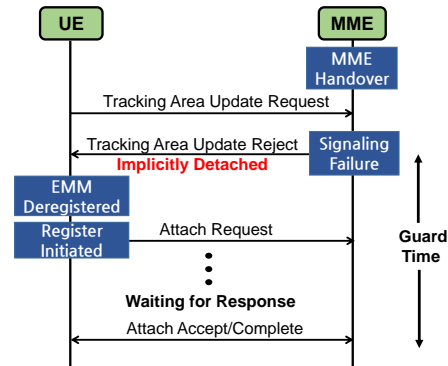 UE
MME
MME
Handover
Tracking Area Update Request
Tracking Area Update Reject
Implicitly Detached
Signaling
Failure
EMM
Deregistered
Register
Initiated
Attach Request
Guard
Time
Waiting for Response
Attach Accept/Complete